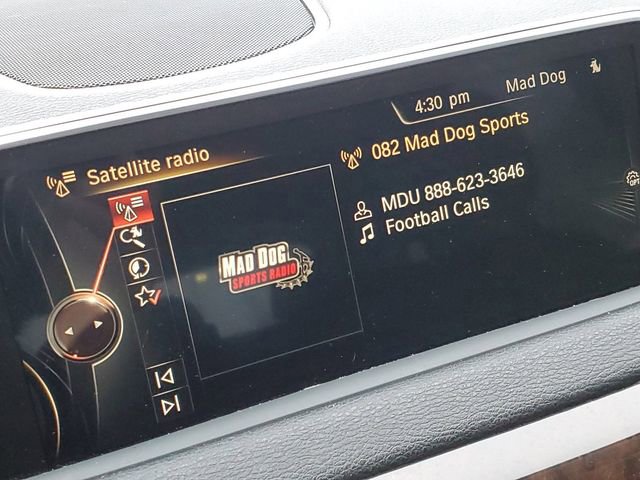 4:30 pm
Mad Dog
Satellite radio
082 Mad Dog Sports
MDU 888-623-3646
Football Calls
MAD DOG
SPORTS RADIO